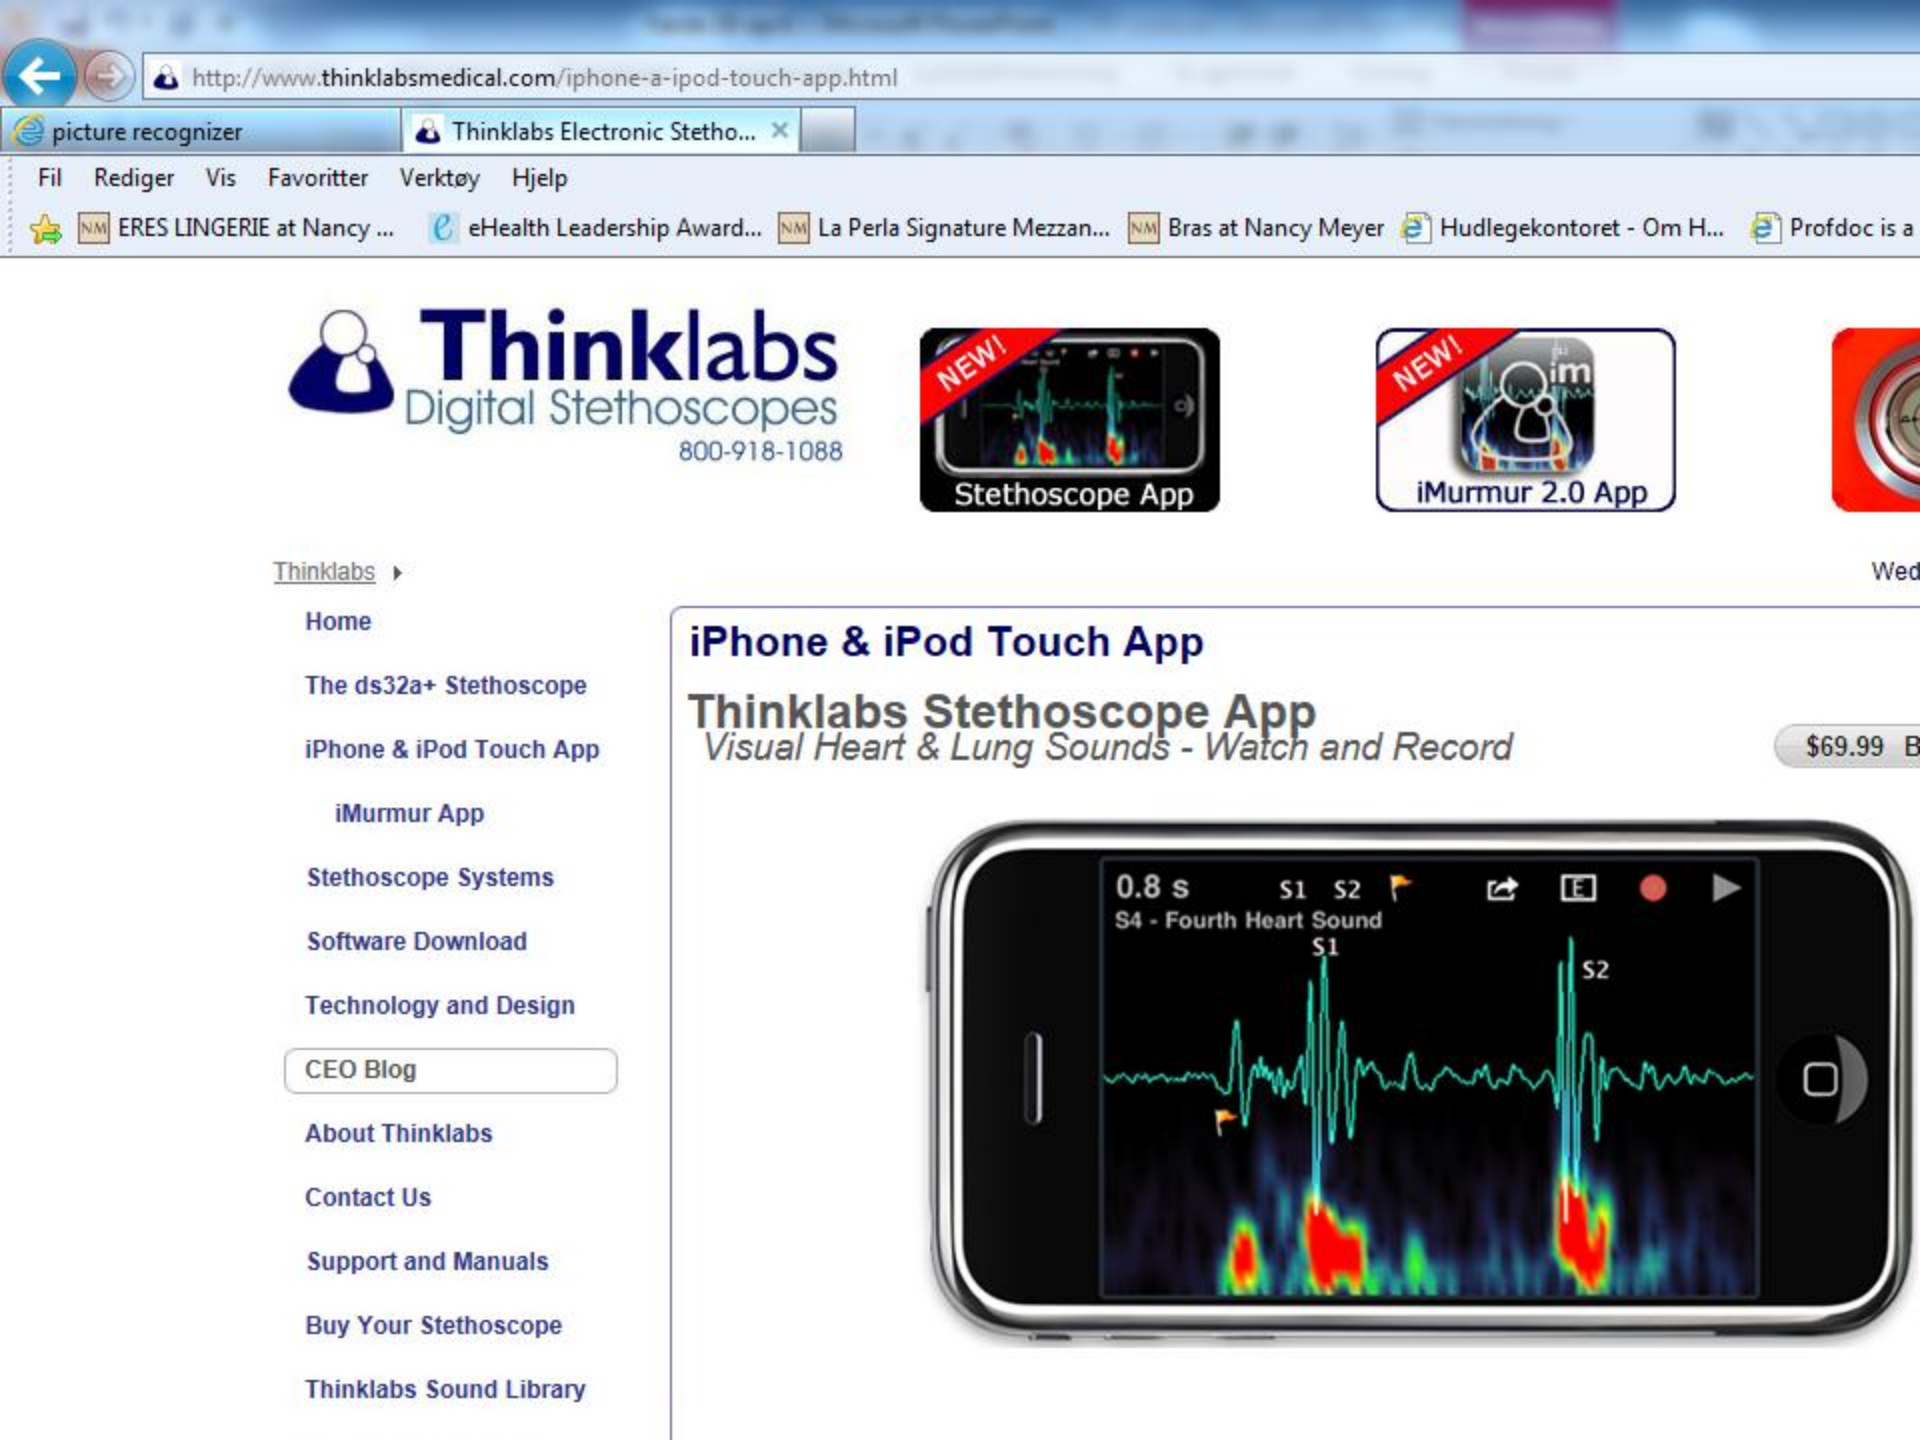 http://www.thinklabsmedical.com/iphone-a-ipod-touch-app.html
picture recognizer
Thinklabs Electronic Stetho...
Fil Rediger Vis Favoritter Verktøy Hjelp
NM ERES LINGERIE at Nancy ... eHealth Leadership Award... NM La Perla Signature Mezzan... NM Bras at Nancy Meyer Hudlegekontoret - Om H... Profdoc is a
Thinklabs
Digital Stethoscopes
800-918-1088
NEW!
Stethoscope App
NEW!
im
iMurmur 2.0 App
Thinklabs
Wed
Home
The ds32a+ Stethoscope
iPhone & iPod Touch App
iMurmur App
Stethoscope Systems
Software Download
Technology and Design
CEO Blog
About Thinklabs
Contact Us
Support and Manuals
Buy Your Stethoscope
Thinklabs Sound Library
iPhone & iPod Touch App
Thinklabs Stethoscope App
Visual Heart & Lung Sounds - Watch and Record
$69.99 B
0.8 s S1 S2 E
S4 - Fourth Heart Sound
S1
S2